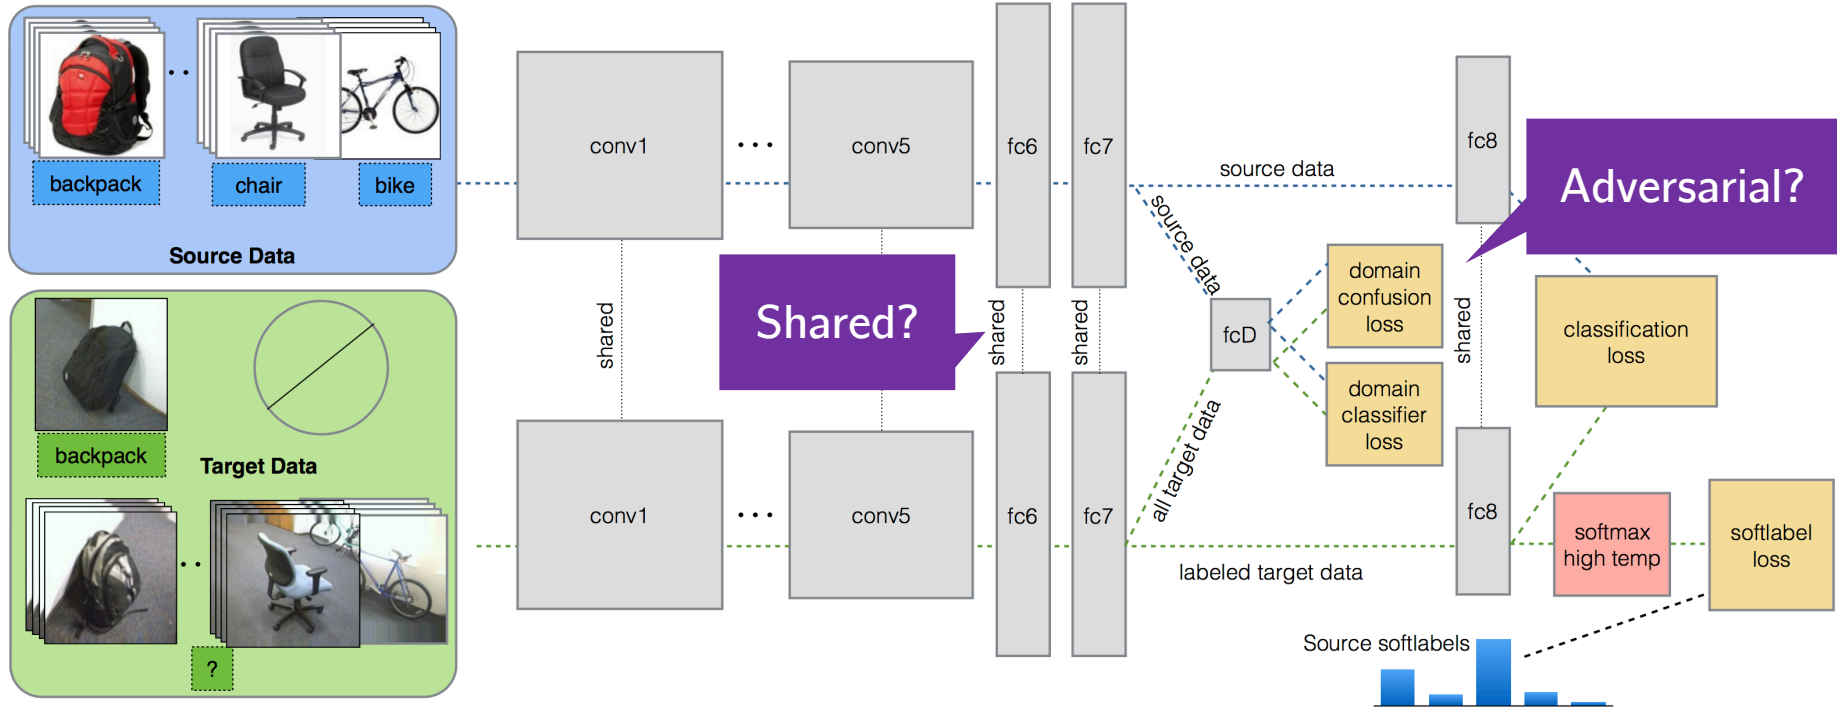 backpack
chair
bike
Source Data
backpack
Target Data
?
conv1
conv5
fc6
fc7
source data
fc8
Adversarial?
source data
shared
Shared?
shared
shared
fcD
domain
confusion
loss
domain
classifier
loss
shared
classification
loss
all target data
conv1
conv5
fc6
fc7
labeled target data
fc8
softmax
high temp
softlabel
loss
Source softlabels